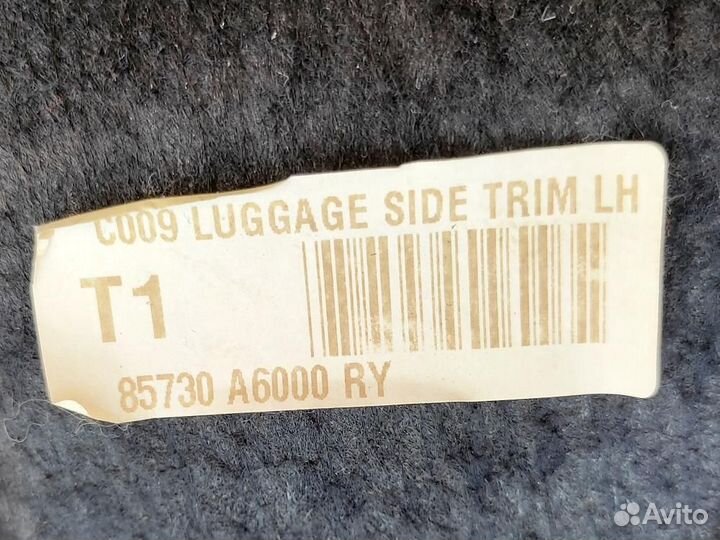 C009 LUGGAGE SIDE TRIM LH
T1
85730 A6000 RY
Avito